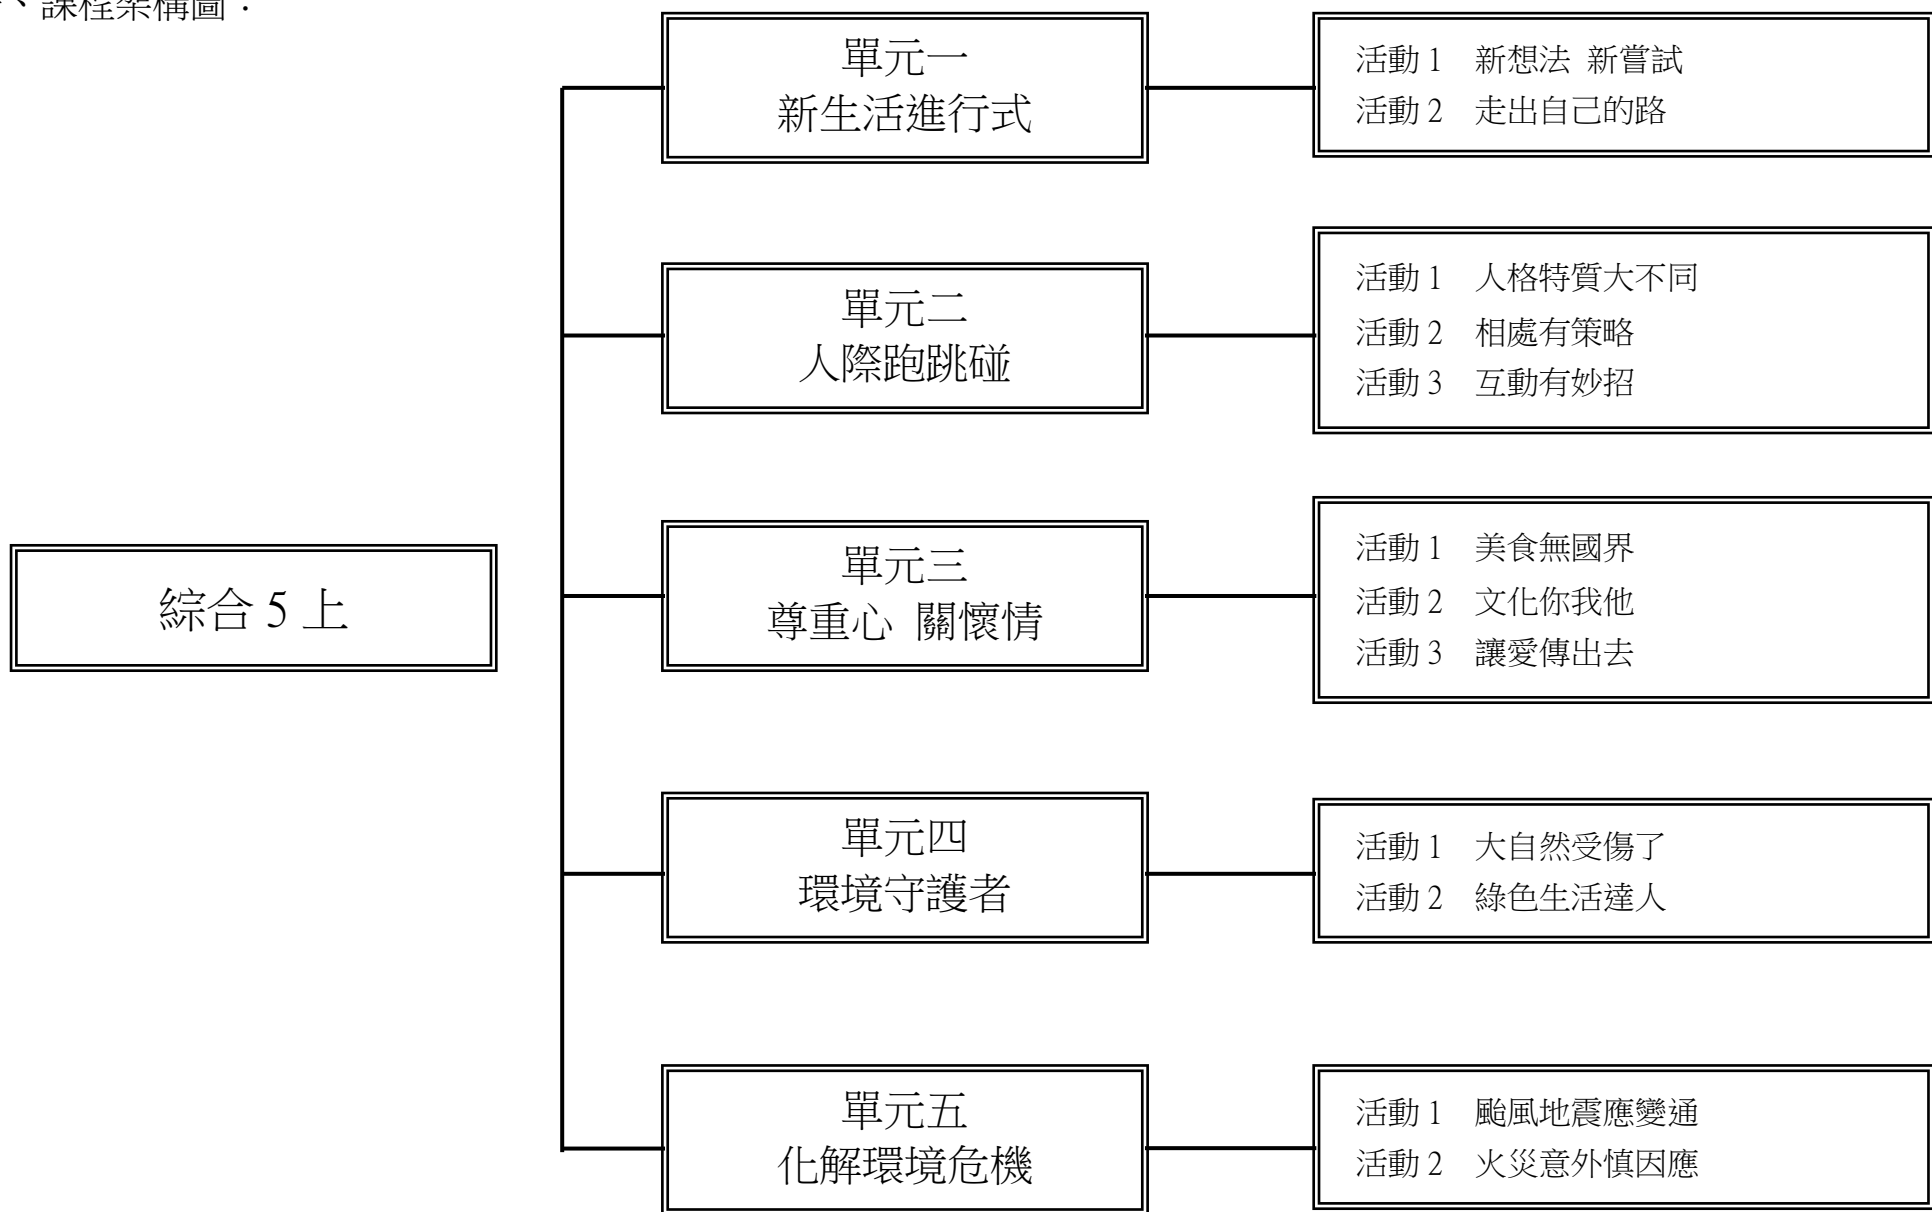 、課程架構圖：
單元一
新生活進行式
活動 1 新想法 新嘗試
活動 2 走出自己的路
單元二
人際跑跳碰
活動 1 人格特質大不同
活動 2 相處有策略
活動 3 互動有妙招
綜合 5 上
單元三
尊重心 關懷情
活動 1 美食無國界
活動 2 文化你我他
活動 3 讓愛傳出去
單元四
環境守護者
活動 1 大自然受傷了
活動 2 綠色生活達人
單元五
化解環境危機
活動 1 颱風地震應變通
活動 2 火災意外慎因應